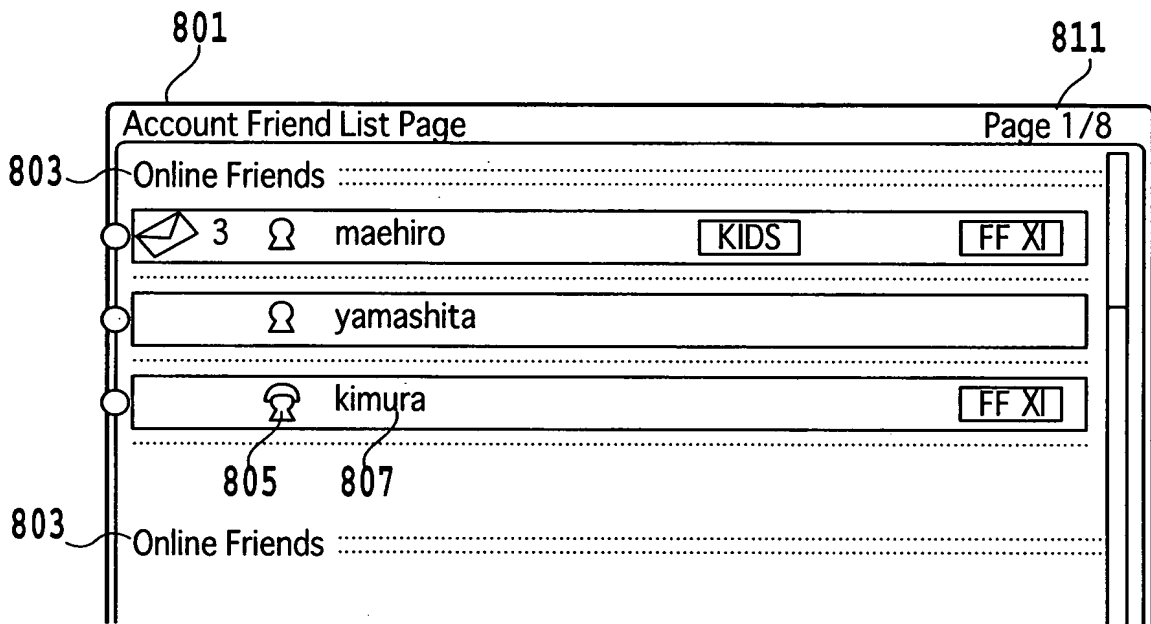 801
811
Account Friend List Page Page 1/8
803 Online Friends
3 maehiro KIDS FF XI
yamashita
kimura FF XI
805 807
803 Online Friends